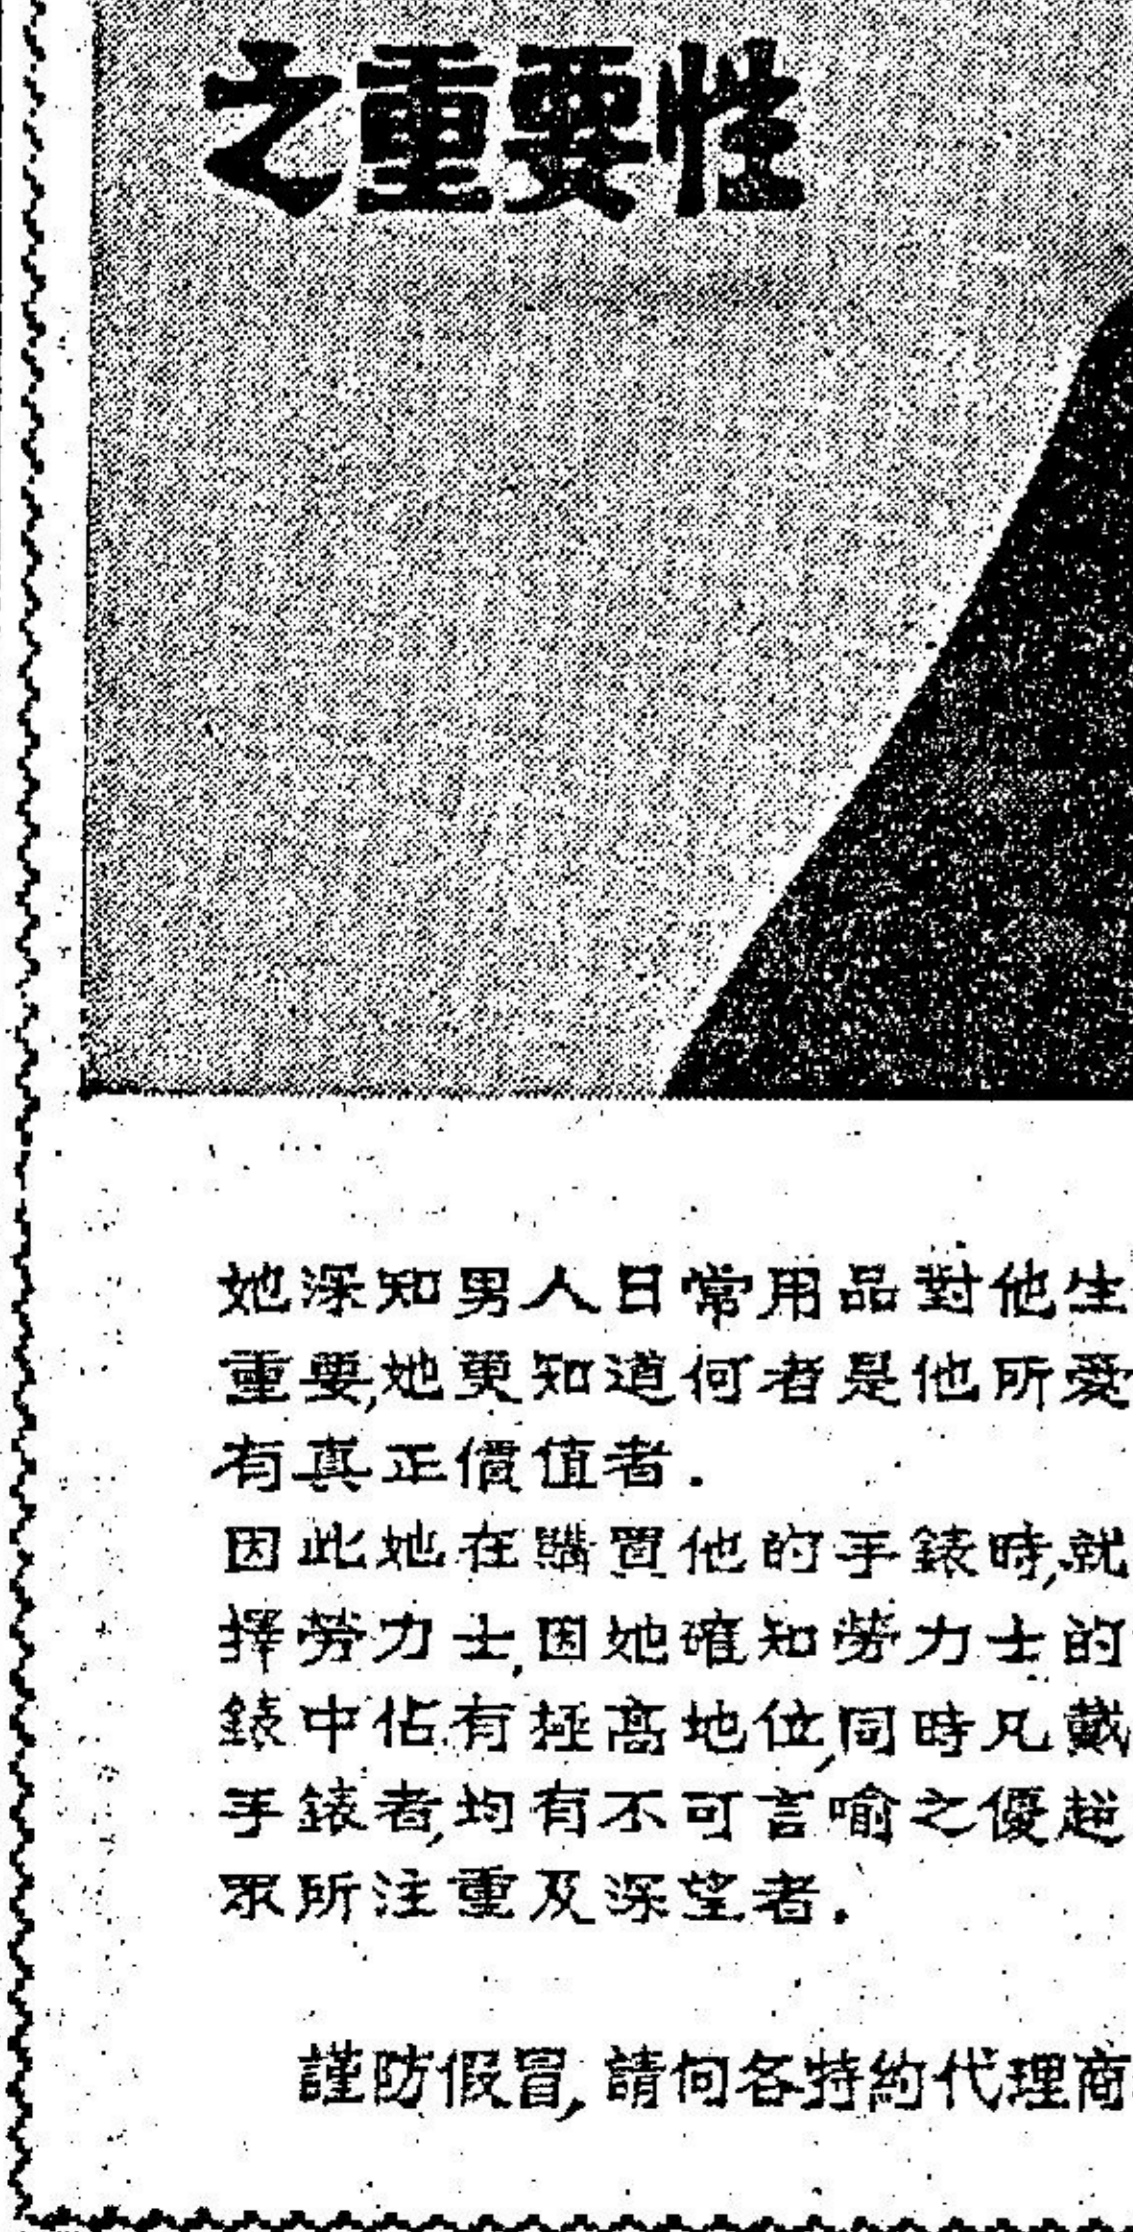 之重要性
她深知男人日常用品對他生
重要,她更知道何者是他所愛
有真正價值者.
因此她在購買他的手錶時,就
擇勞力士,因她確知勞力士的
錶中佔有極高地位,同時凡戴
手錶者,均有不可言喻之優越
眾所注重及深望者.
謹防假冒,請向各特約代理商